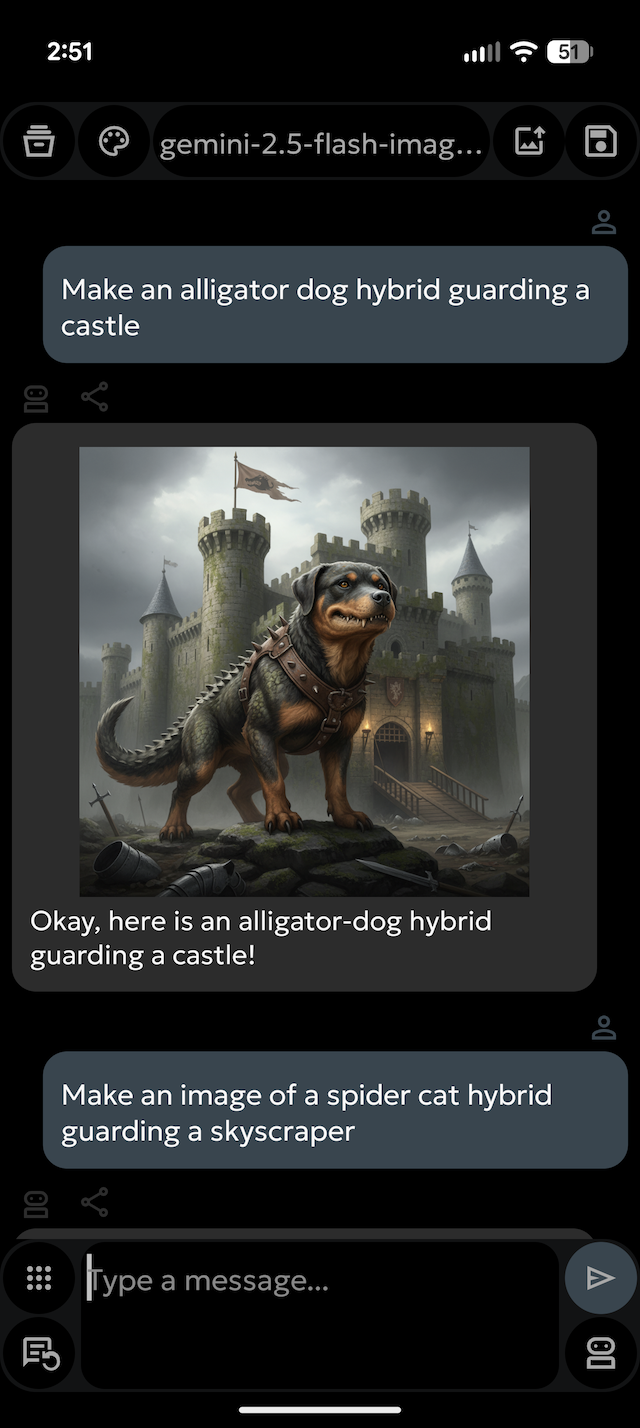 2:51
51
gemini-2.5-flash-imag...
Make an alligator dog hybrid guarding a
castle
Okay, here is an alligator-dog hybrid
guarding a castle!
Make an image of a spider cat hybrid
guarding a skyscraper
Type a message...